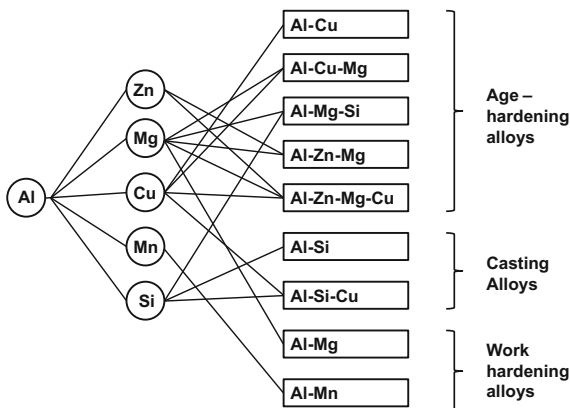 Al
Zn
Mg
Cu
Mn
Si
Al-Cu
Al-Cu-Mg
Al-Mg-Si
Al-Zn-Mg
Al-Zn-Mg-Cu
Al-Si
Al-Si-Cu
Al-Mg
Al-Mn
Age –
hardening
alloys
Casting
Alloys
Work
hardening
alloys